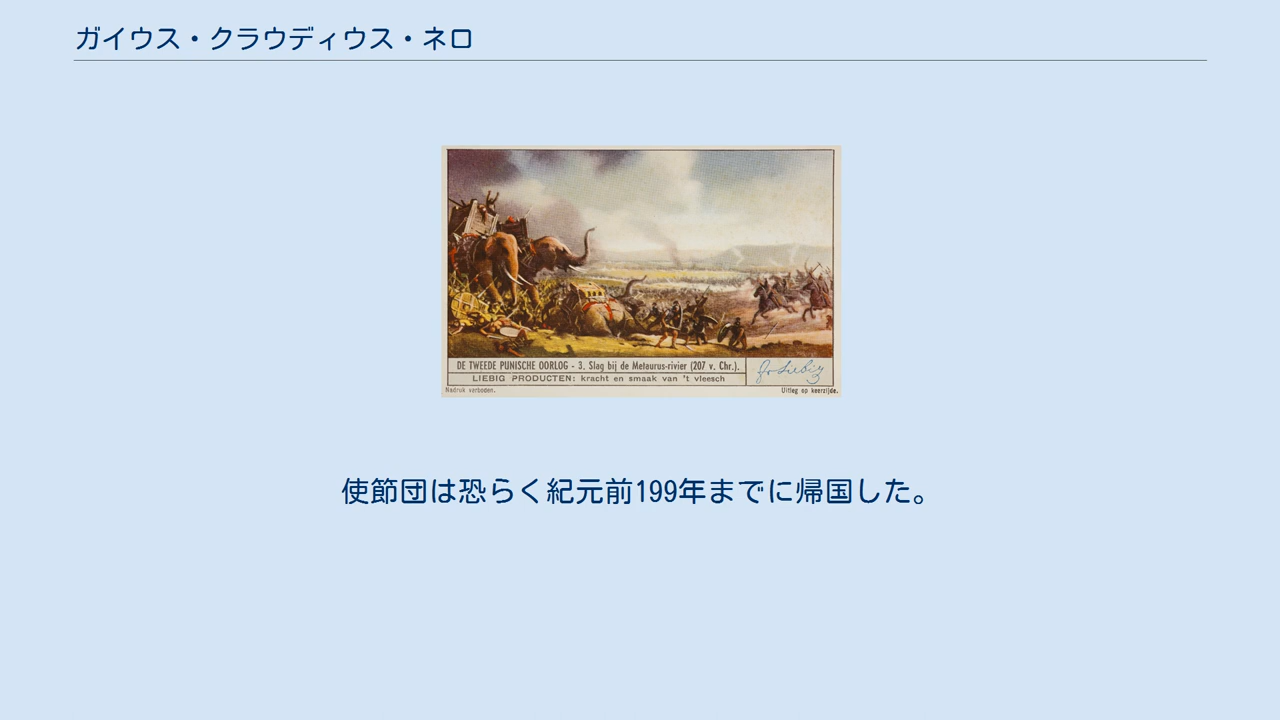 ガイウス・クラウディウス・ネロ
DE TWEEDE PUNISCHE OORLOG - 3. Slag bij de Metaurus-rivier (207 v. Chr.).
LIEBIG PRODUCTEN: kracht en smaak van 't vleesch
Nadruk verboden.
Uitleg op keerzijde.
使節団は恐らく紀元前199年までに帰国した。